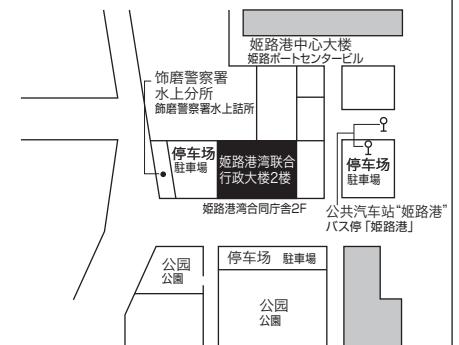 姫路港中心大楼
姫路ポートセンタービル
饰磨警察署
水上分所
飾磨警察署水上詰所
停车场
駐車場
姫路港湾联合
行政大楼2楼
停车场
駐車場
姫路港湾合同庁舎2F
公共汽车站“姫路港”
バス停「姫路港」
公园
公園
停车场 駐車場
公园
公園